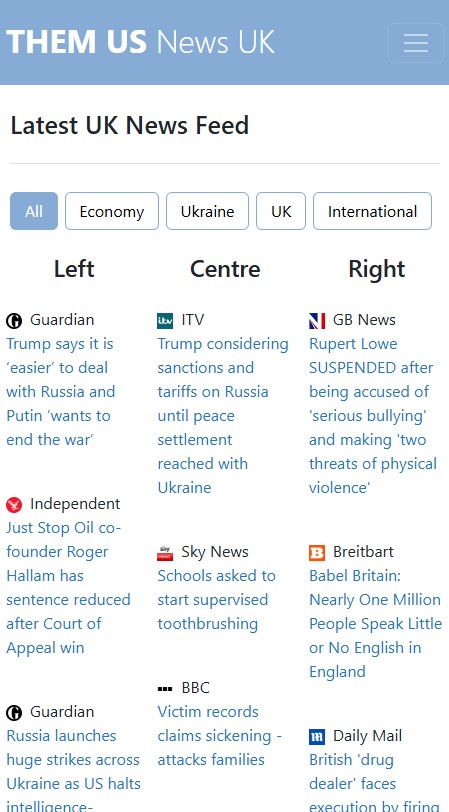 THEM US News UK
Latest UK News Feed
All
Economy
Ukraine
UK
International
Left
Guardian
Trump says it is
‘easier’ to deal
with Russia and
Putin ‘wants to
end the war’
Independent
Just Stop Oil co-
founder Roger
Hallam has
sentence reduced
after Court of
Appeal win
Guardian
Russia launches
huge strikes across
Ukraine as US halts
intelligence-
Centre
itv
ITV
Trump considering
sanctions and
tariffs on Russia
until peace
settlement
reached with
Ukraine
sky
Sky News
Schools asked to
start supervised
toothbrushing
BBC
Victim records
claims sickening -
attacks families
Right
GB News
Rupert Lowe
SUSPENDED after
being accused of
'serious bullying'
and making 'two
threats of physical
violence'
B
Breitbart
Babel Britain:
Nearly One Million
People Speak Little
or No English in
England
m
Daily Mail
British 'drug
dealer' faces
execution by firing